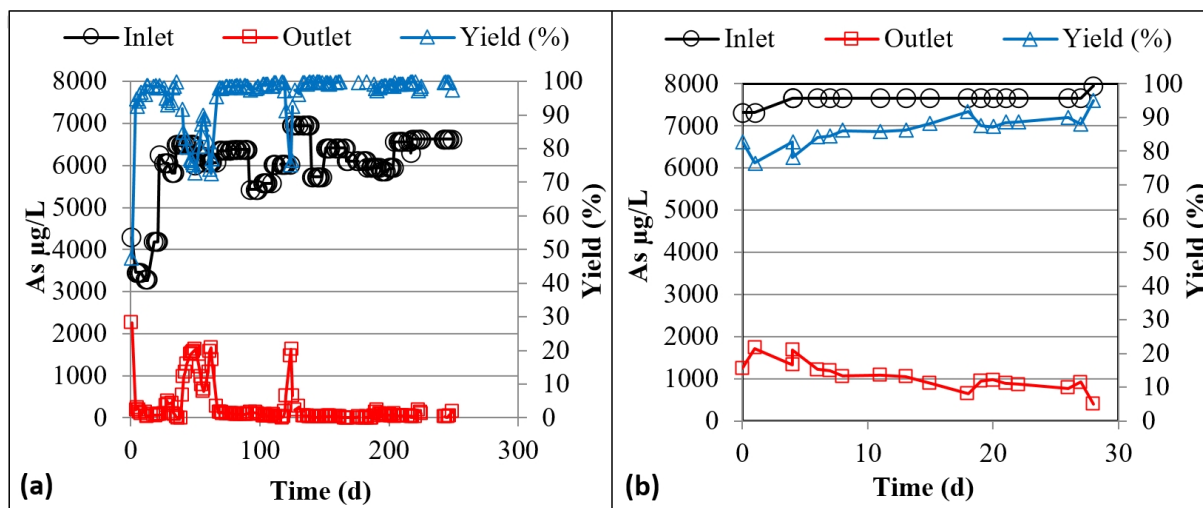 Inlet Outlet Yield (%)
8000 100
7000 90
80
6000 70
5000 60
4000 50
3000 40
30
2000 20
1000 10
0 0
0 100 200 300
As µg/L
Yield (%)
Time (d)
(a)
Inlet Outlet Yield (%)
8000 100
7000 90
80
6000 70
5000 60
4000 50
3000 40
30
2000 20
1000 10
0 0
0 10 20 30
As µg/L
Yield (%)
Time (d)
(b)